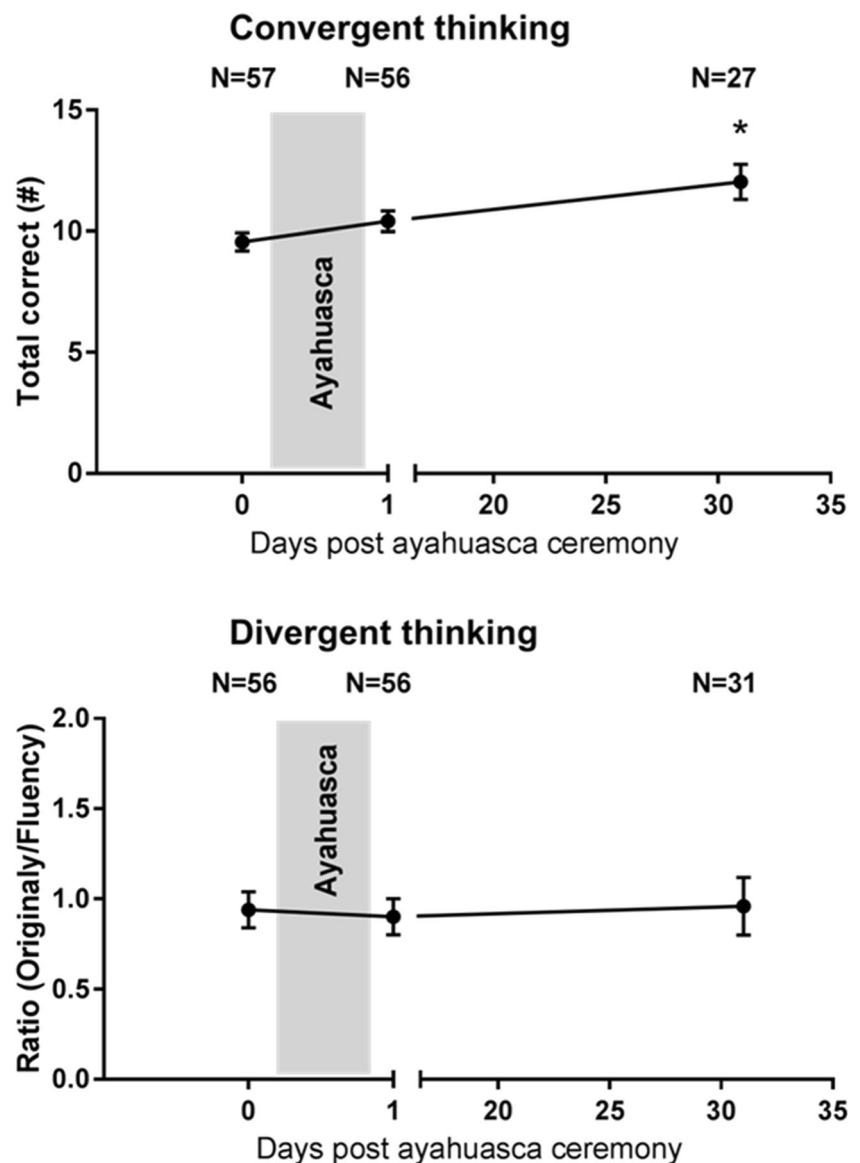 Convergent thinking
N=57 N=56 N=27
*
15
10
5
0
Total correct (#)
Ayahuasca
0 1 20 25 30 35
Days post ayahuasca ceremony
Divergent thinking
N=56 N=56 N=31
2.0
1.5
1.0
0.5
0.0
Ratio (Originaly/Fluency)
Ayahuasca
0 1 20 25 30 35
Days post ayahuasca ceremony